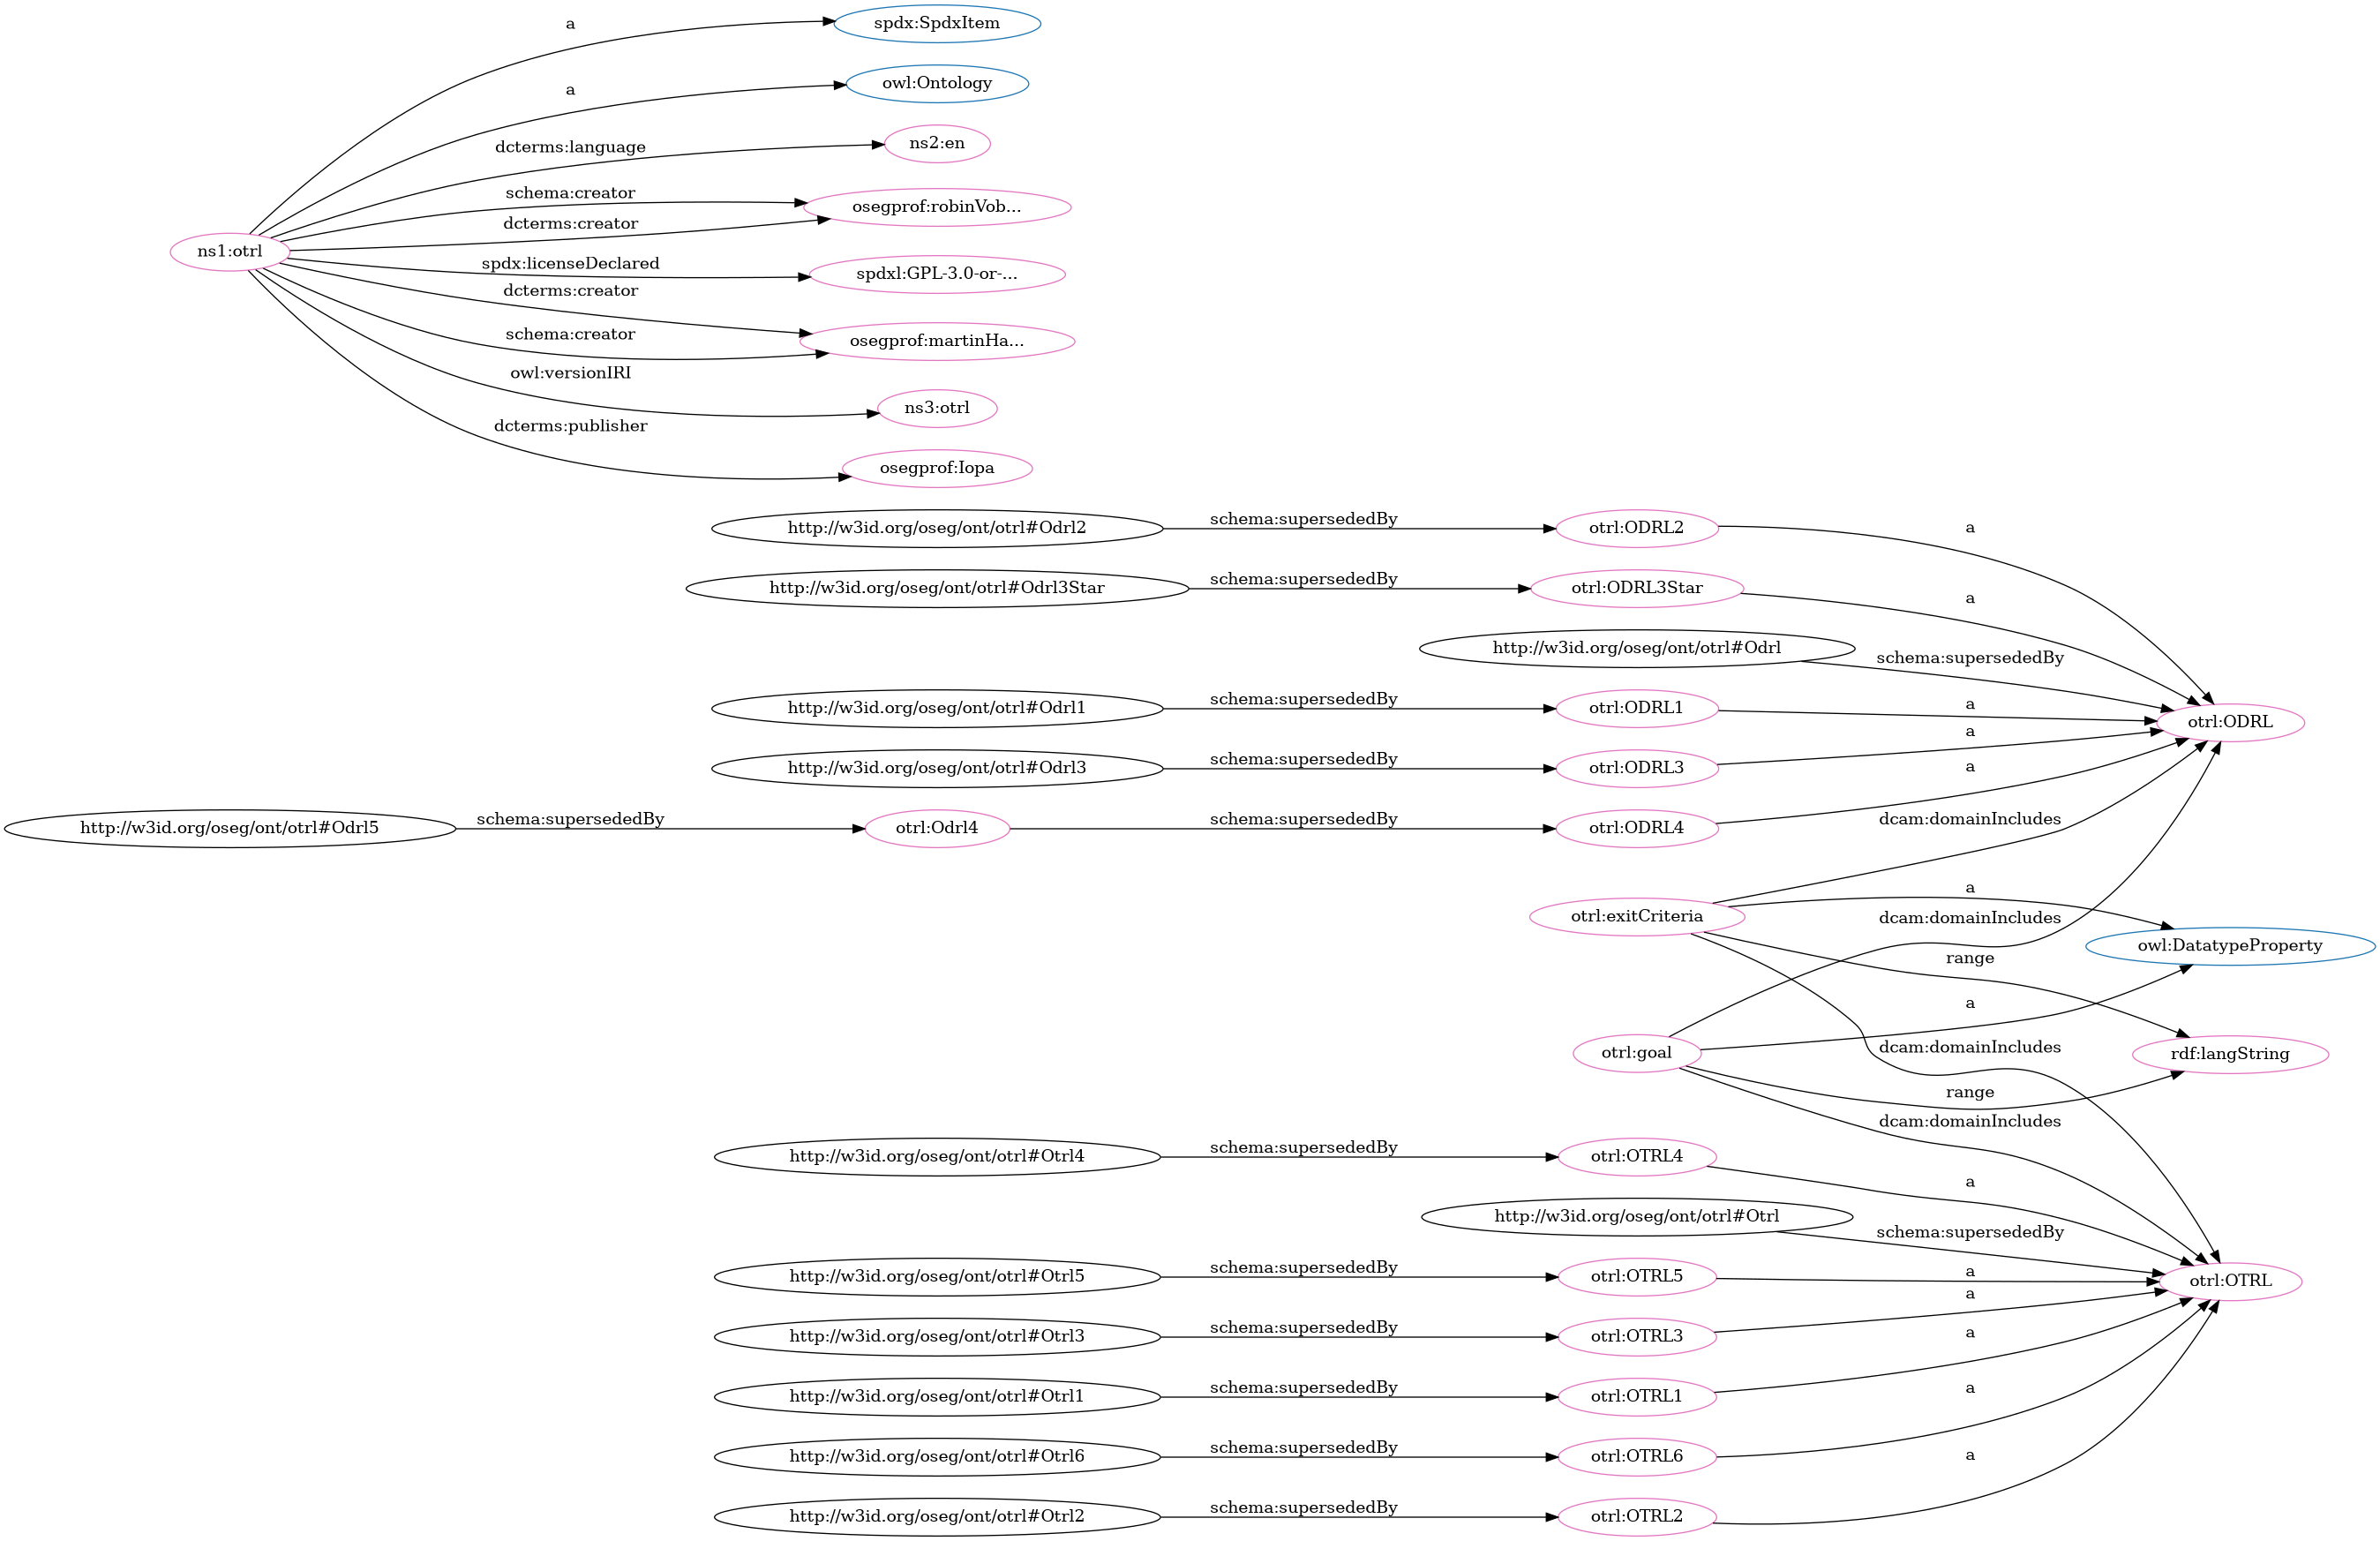 a
spdx:SpdxItem
a
owl:Ontology
dcterms:language
ns2:en
schema:creator
osegprof:robinVob...
dcterms:creator
ns1:otrl
spdx:licenseDeclared
spdxl:GPL-3.0-or-...
dcterms:creator
schema:creator
osegprof:martinHa...
owl:versionIRI
ns3:otrl
dcterms:publisher
osegprof:Iopa
http://w3id.org/oseg/ont/otrl#Odrl2
schema:supersededBy
otrl:ODRL2
a
http://w3id.org/oseg/ont/otrl#Odrl3Star
schema:supersededBy
otrl:ODRL3Star
a
http://w3id.org/oseg/ont/otrl#Odrl
schema:supersededBy
http://w3id.org/oseg/ont/otrl#Odrl1
schema:supersededBy
otrl:ODRL1
a
otrl:ODRL
a
http://w3id.org/oseg/ont/otrl#Odrl3
schema:supersededBy
otrl:ODRL3
a
http://w3id.org/oseg/ont/otrl#Odrl5
schema:supersededBy
otrl:Odrl4
schema:supersededBy
otrl:ODRL4
dcam:domainIncludes
otrl:exitCriteria
a
dcam:domainIncludes
owl:DatatypeProperty
range
a
otrl:goal
dcam:domainIncludes
rdf:langString
range
dcam:domainIncludes
http://w3id.org/oseg/ont/otrl#Otrl4
schema:supersededBy
otrl:OTRL4
a
http://w3id.org/oseg/ont/otrl#Otrl
schema:supersededBy
http://w3id.org/oseg/ont/otrl#Otrl5
schema:supersededBy
otrl:OTRL5
a
otrl:OTRL
a
http://w3id.org/oseg/ont/otrl#Otrl3
schema:supersededBy
otrl:OTRL3
a
http://w3id.org/oseg/ont/otrl#Otrl1
schema:supersededBy
otrl:OTRL1
a
http://w3id.org/oseg/ont/otrl#Otrl6
schema:supersededBy
otrl:OTRL6
a
http://w3id.org/oseg/ont/otrl#Otrl2
schema:supersededBy
otrl:OTRL2